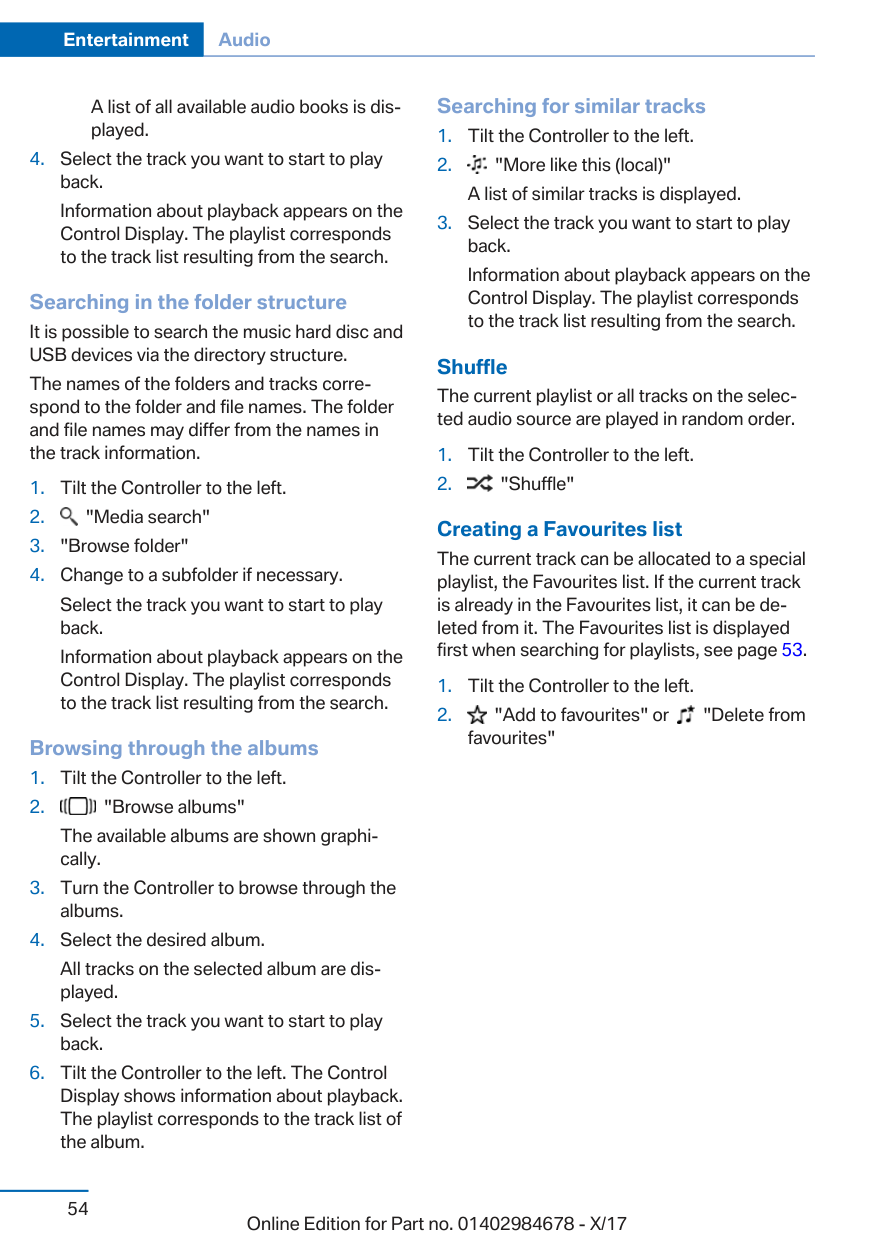 Entertainment Audio
A list of all available audio books is dis-
played.
4. Select the track you want to start to play
back.
Information about playback appears on the
Control Display. The playlist corresponds
to the track list resulting from the search.
Searching in the folder structure
It is possible to search the music hard disc and
USB devices via the directory structure.
The names of the folders and tracks corre-
spond to the folder and file names. The folder
and file names may differ from the names in
the track information.
1. Tilt the Controller to the left.
2. "Media search"
3. "Browse folder"
4. Change to a subfolder if necessary.
Select the track you want to start to play
back.
Information about playback appears on the
Control Display. The playlist corresponds
to the track list resulting from the search.
Browsing through the albums
1. Tilt the Controller to the left.
2. "Browse albums"
The available albums are shown graphi-
cally.
3. Turn the Controller to browse through the
albums.
4. Select the desired album.
All tracks on the selected album are dis-
played.
5. Select the track you want to start to play
back.
6. Tilt the Controller to the left. The Control
Display shows information about playback.
The playlist corresponds to the track list of
the album.
Searching for similar tracks
1. Tilt the Controller to the left.
2. "More like this (local)"
A list of similar tracks is displayed.
3. Select the track you want to start to play
back.
Information about playback appears on the
Control Display. The playlist corresponds
to the track list resulting from the search.
Shuffle
The current playlist or all tracks on the selec-
ted audio source are played in random order.
1. Tilt the Controller to the left.
2. "Shuffle"
Creating a Favourites list
The current track can be allocated to a special
playlist, the Favourites list. If the current track
is already in the Favourites list, it can be de-
leted from it. The Favourites list is displayed
first when searching for playlists, see page 53.
1. Tilt the Controller to the left.
2. "Add to favourites" or "Delete from
favourites"
54
Online Edition for Part no. 01402984678 - X/17